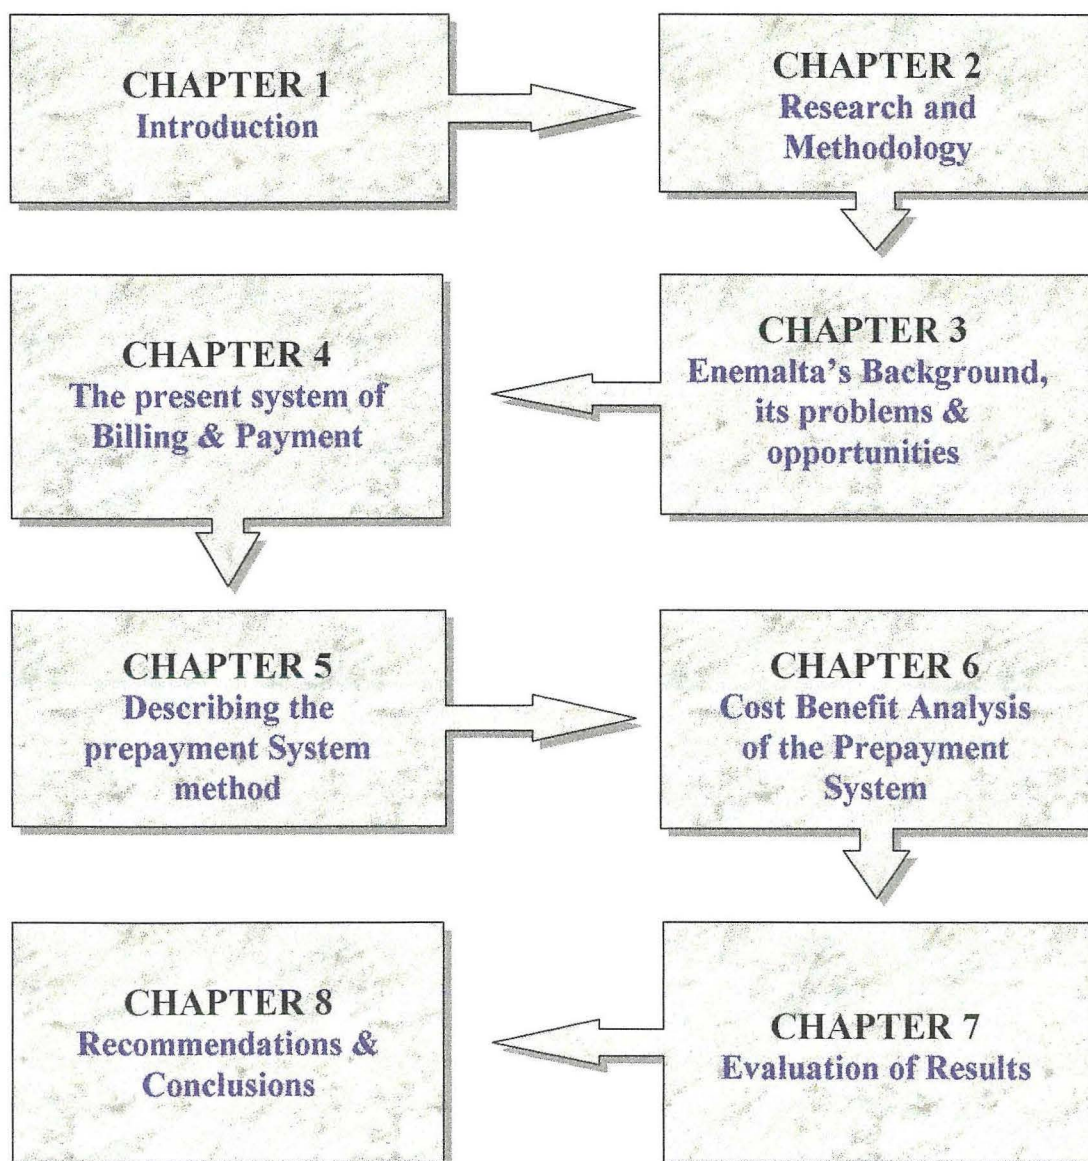 CHAPTER 1
Introduction
CHAPTER 2
Research and
Methodology
CHAPTER 3
Enemalta's Background,
its problems &
opportunities
CHAPTER 4
The present system of
Billing & Payment
CHAPTER 5
Describing the
prepayment System
method
CHAPTER 6
Cost Benefit Analysis
of the Prepayment
System
CHAPTER 7
Evaluation of Results
CHAPTER 8
Recommendations &
Conclusions